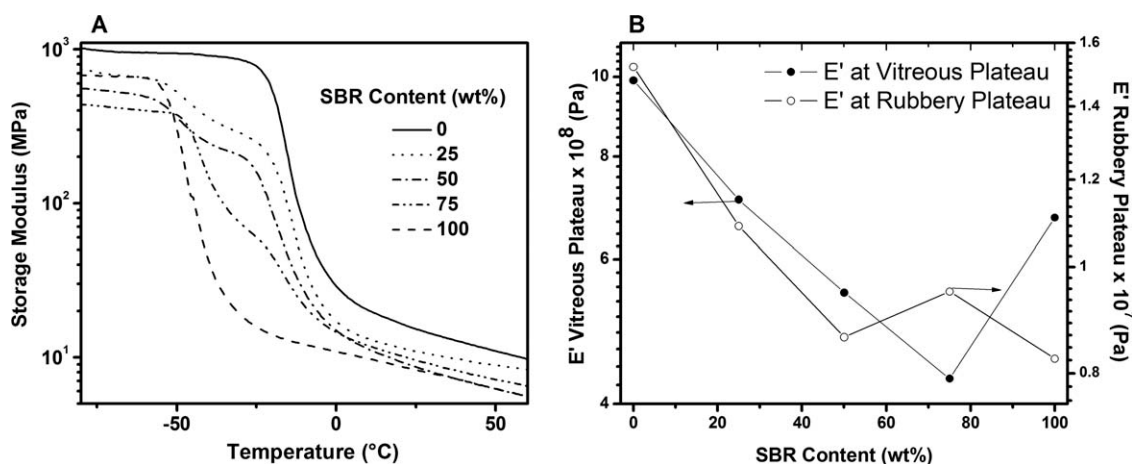 A
10³
10²
10¹
Storage Modulus (MPa)
-50
0
50
Temperature (°C)
SBR Content (wt%)
0
25
50
75
100
B
10
8
6
4
E' Vitreous Plateau x 10⁸ (Pa)
E' at Vitreous Plateau
E' at Rubbery Plateau
1.6
1.4
1.2
1
0.8
E' Rubbery Plateau x 10⁷ (Pa)
0
20
40
60
80
100
SBR Content (wt%)